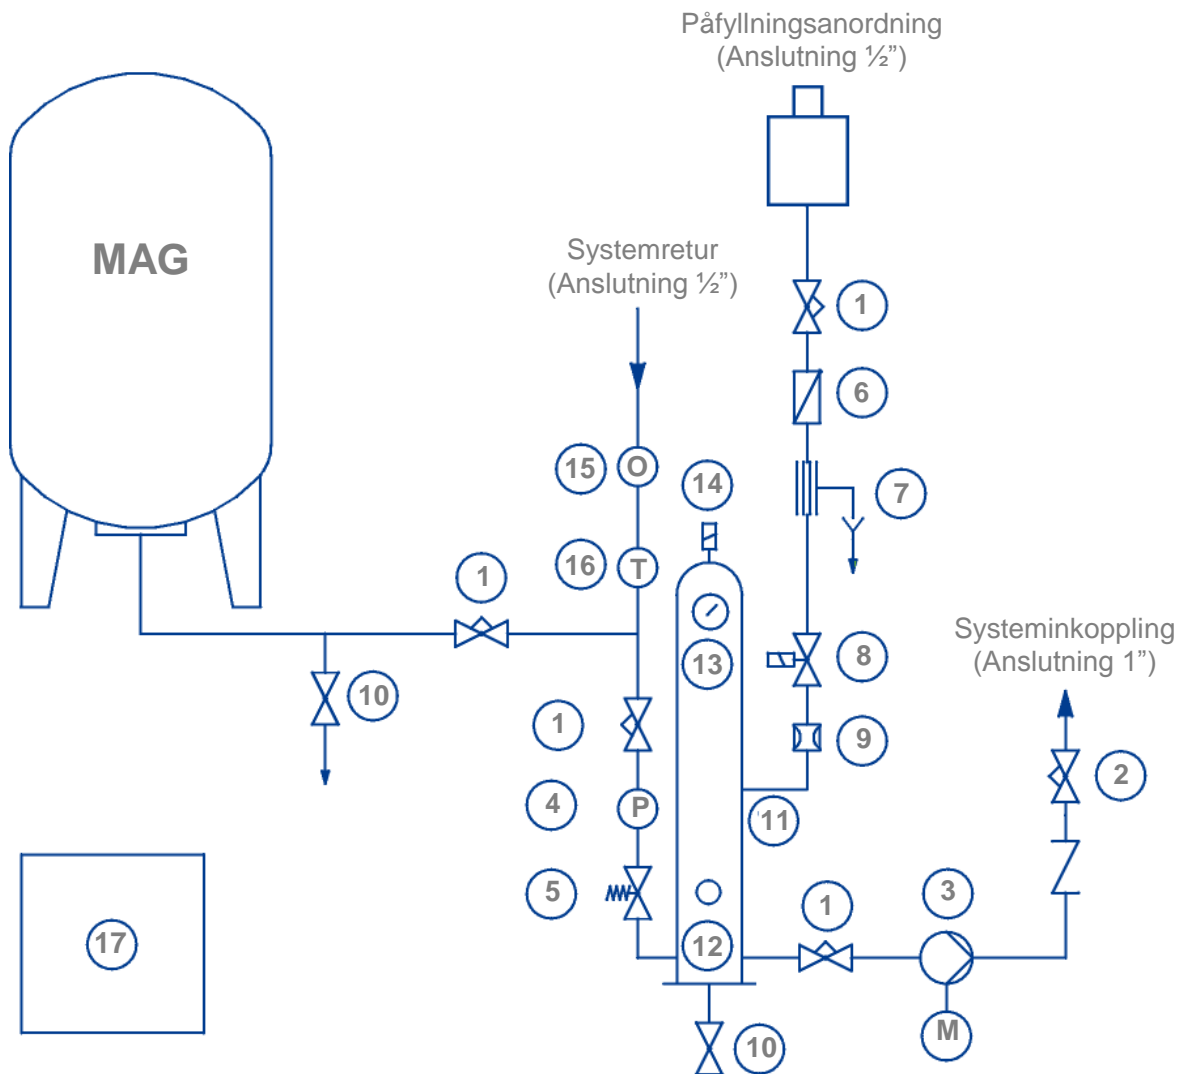 Påfyllningsanordning
(Anslutning ½”)
MAG
Systemretur
(Anslutning ½”)
1
6
15
O
14
7
16
T
1
13
8
Systeminkoppling
(Anslutning 1”)
10
1
9
2
4
P
11
5
3
1
17
12
M
10